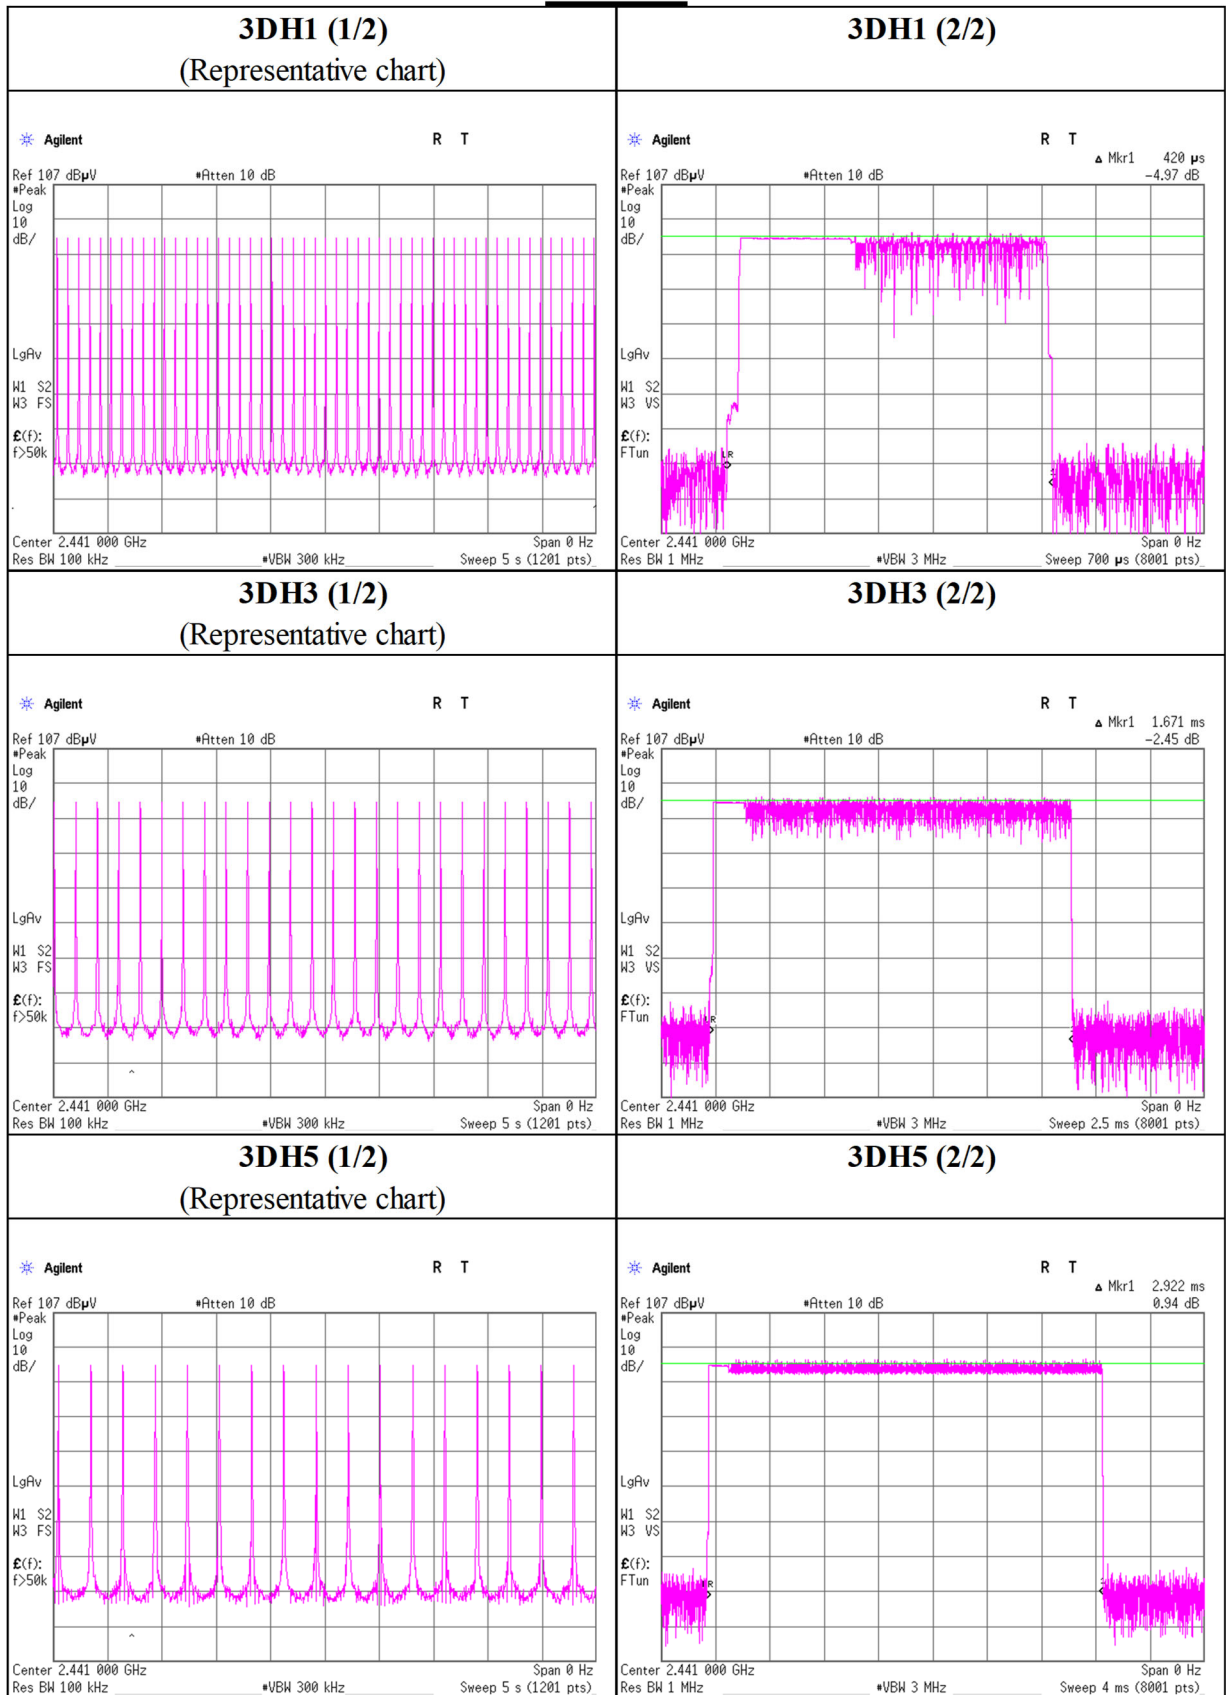 3DH1 (1/2)
(Representative chart)
3DH1 (2/2)
Agilent R T
Ref 107 dBµV #Atten 10 dB
#Peak
Log
10
dB/
LgAv
W1 S2
W3 FS
£(f):
f>50k
Center 2.441 000 GHz Span 0 Hz
Res BW 100 kHz #VBW 300 kHz Sweep 5 s (1201 pts)
Agilent R T
Δ Mkr1 420 µs
Ref 107 dBµV #Atten 10 dB -4.97 dB
#Peak
Log
10
dB/
LgAv
W1 S2
W3 VS
£(f):
FTun
1R
1
Center 2.441 000 GHz Span 0 Hz
Res BW 1 MHz #VBW 3 MHz Sweep 700 µs (8001 pts)
3DH3 (1/2)
(Representative chart)
3DH3 (2/2)
Agilent R T
Ref 107 dBµV #Atten 10 dB
#Peak
Log
10
dB/
LgAv
W1 S2
W3 FS
£(f):
f>50k
Center 2.441 000 GHz Span 0 Hz
Res BW 100 kHz #VBW 300 kHz Sweep 5 s (1201 pts)
Agilent R T
Δ Mkr1 1.671 ms
Ref 107 dBµV #Atten 10 dB -2.45 dB
#Peak
Log
10
dB/
LgAv
W1 S2
W3 VS
£(f):
FTun
R
Center 2.441 000 GHz Span 0 Hz
Res BW 1 MHz #VBW 3 MHz Sweep 2.5 ms (8001 pts)
3DH5 (1/2)
(Representative chart)
3DH5 (2/2)
Agilent R T
Ref 107 dBµV #Atten 10 dB
#Peak
Log
10
dB/
LgAv
W1 S2
W3 FS
£(f):
f>50k
Center 2.441 000 GHz Span 0 Hz
Res BW 100 kHz #VBW 300 kHz Sweep 5 s (1201 pts)
Agilent R T
Δ Mkr1 2.922 ms
Ref 107 dBµV #Atten 10 dB 0.94 dB
#Peak
Log
10
dB/
LgAv
W1 S2
W3 VS
£(f):
FTun
R
Center 2.441 000 GHz Span 0 Hz
Res BW 1 MHz #VBW 3 MHz Sweep 4 ms (8001 pts)